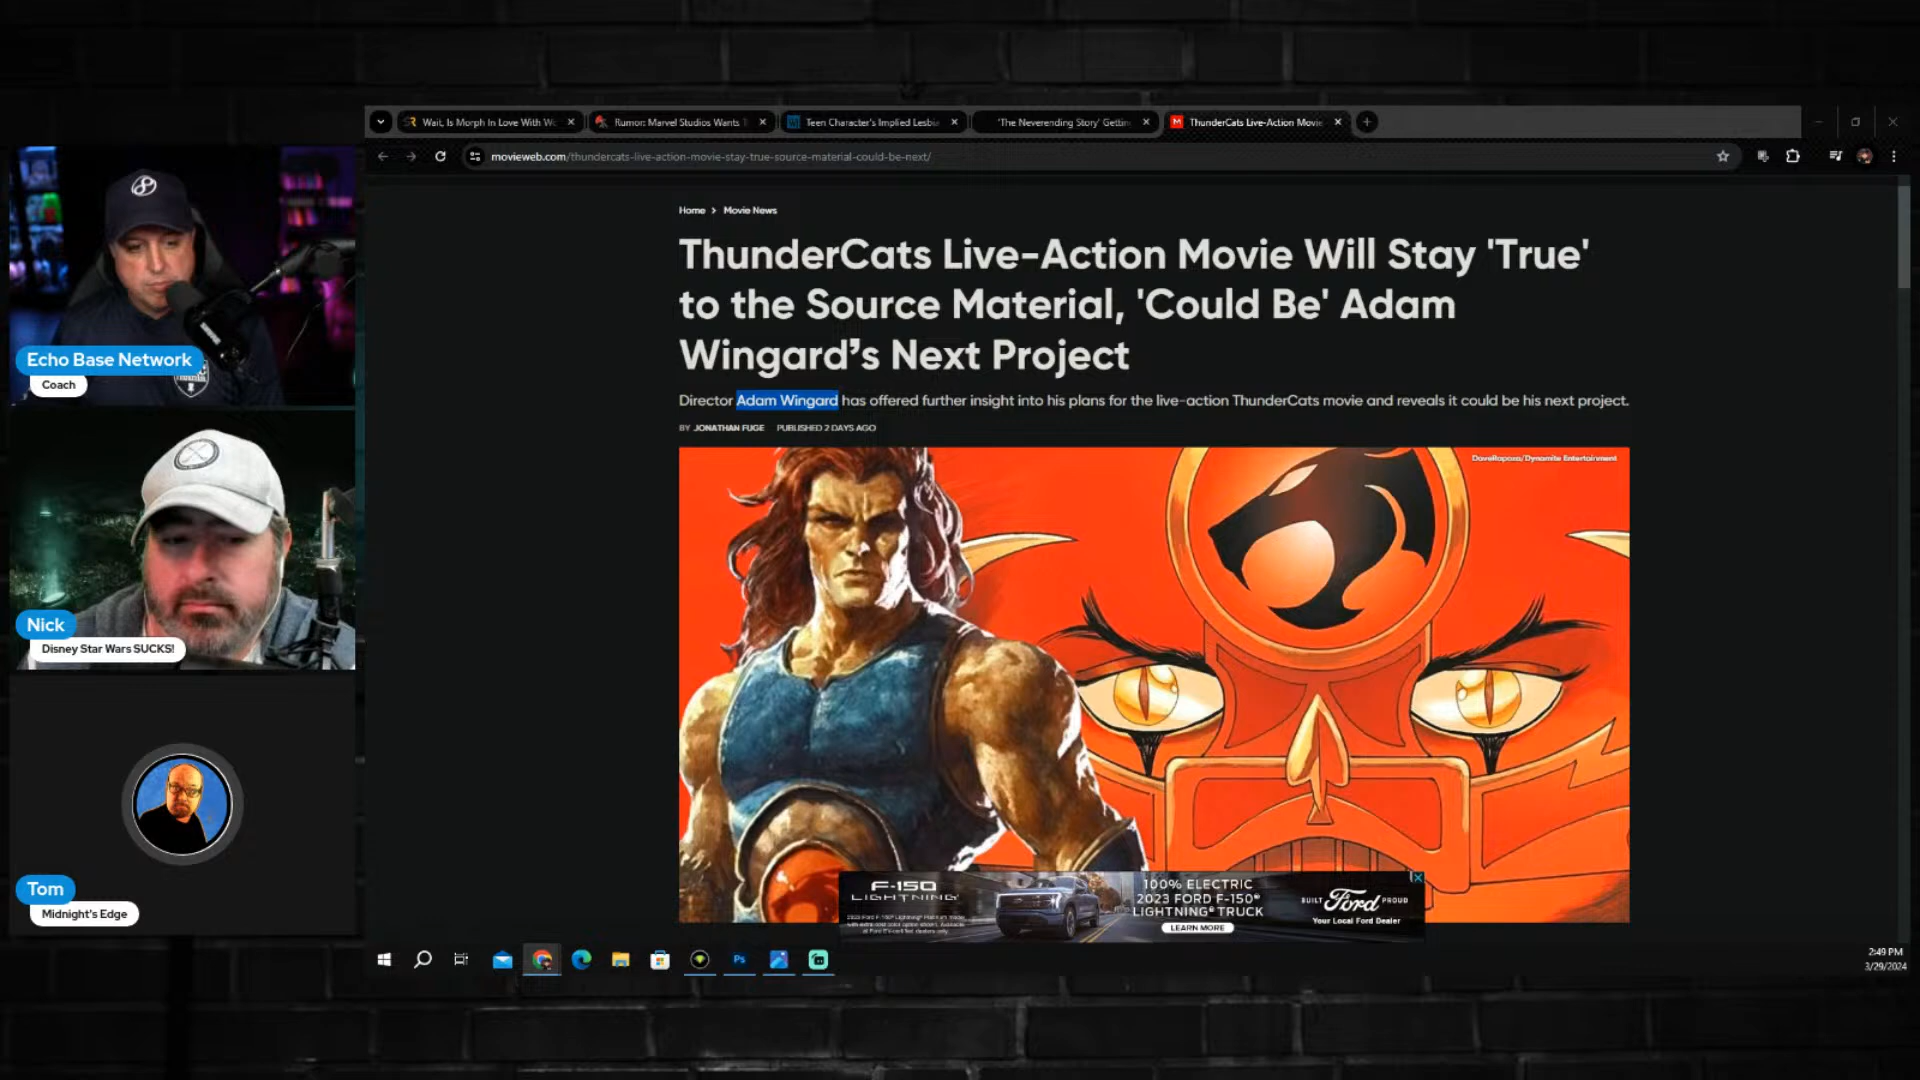 Wait, Is Morph In Love With Wo
Rumor: Marvel Studios Wants
Teen Character's Implied Lesbi
'The Neverending Story' Gettin
ThunderCats Live-Action Movie
movieweb.com/thundercats-live-action-movie-stay-true-source-material-could-be-next/
Home > Movie News
ThunderCats Live-Action Movie Will Stay 'True'
to the Source Material, 'Could Be' Adam
Wingard's Next Project
Director Adam Wingard has offered further insight into his plans for the live-action ThunderCats movie and reveals it could be his next project.
BY JONATHAN FUGE PUBLISHED 2 DAYS AGO
DaveRapoza/Dynamite Entertainment
Echo Base Network
Coach
Nick
Disney Star Wars SUCKS!
Tom
Midnight's Edge
F-150
LIGHTNING
100% ELECTRIC
2023 FORD F-150®
LIGHTNING® TRUCK
LEARN MORE
BUILT Ford PROUD
Your Local Ford Dealer
Ps
2:49 PM
3/29/2024